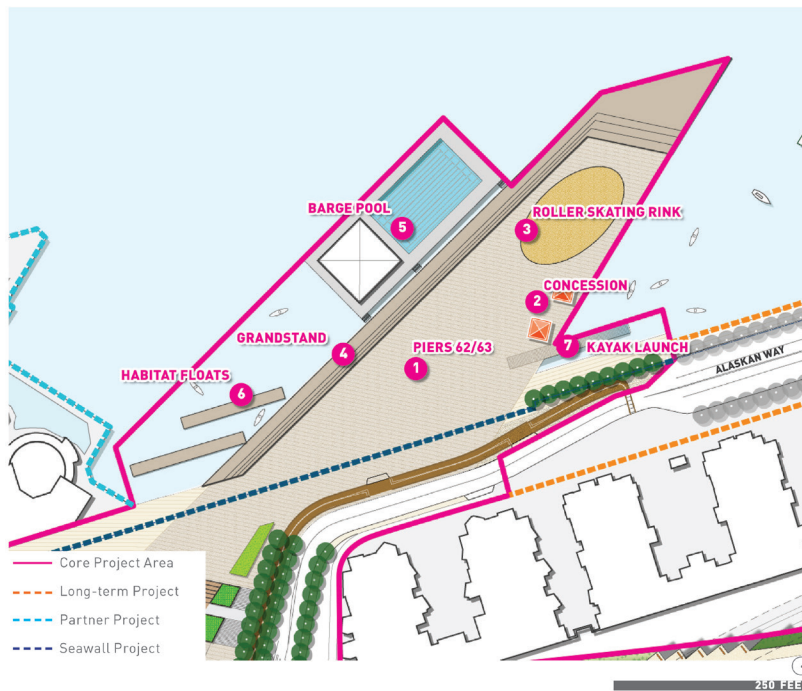 BARGE POOL
5
ROLLER SKATING RINK
3
CONCESSION
2
GRANDSTAND
4
PIERS 62/63
1
7
KAYAK LAUNCH
HABITAT FLOATS
6
ALASKAN WAY
Core Project Area
Long-term Project
Partner Project
Seawall Project
250 FEE